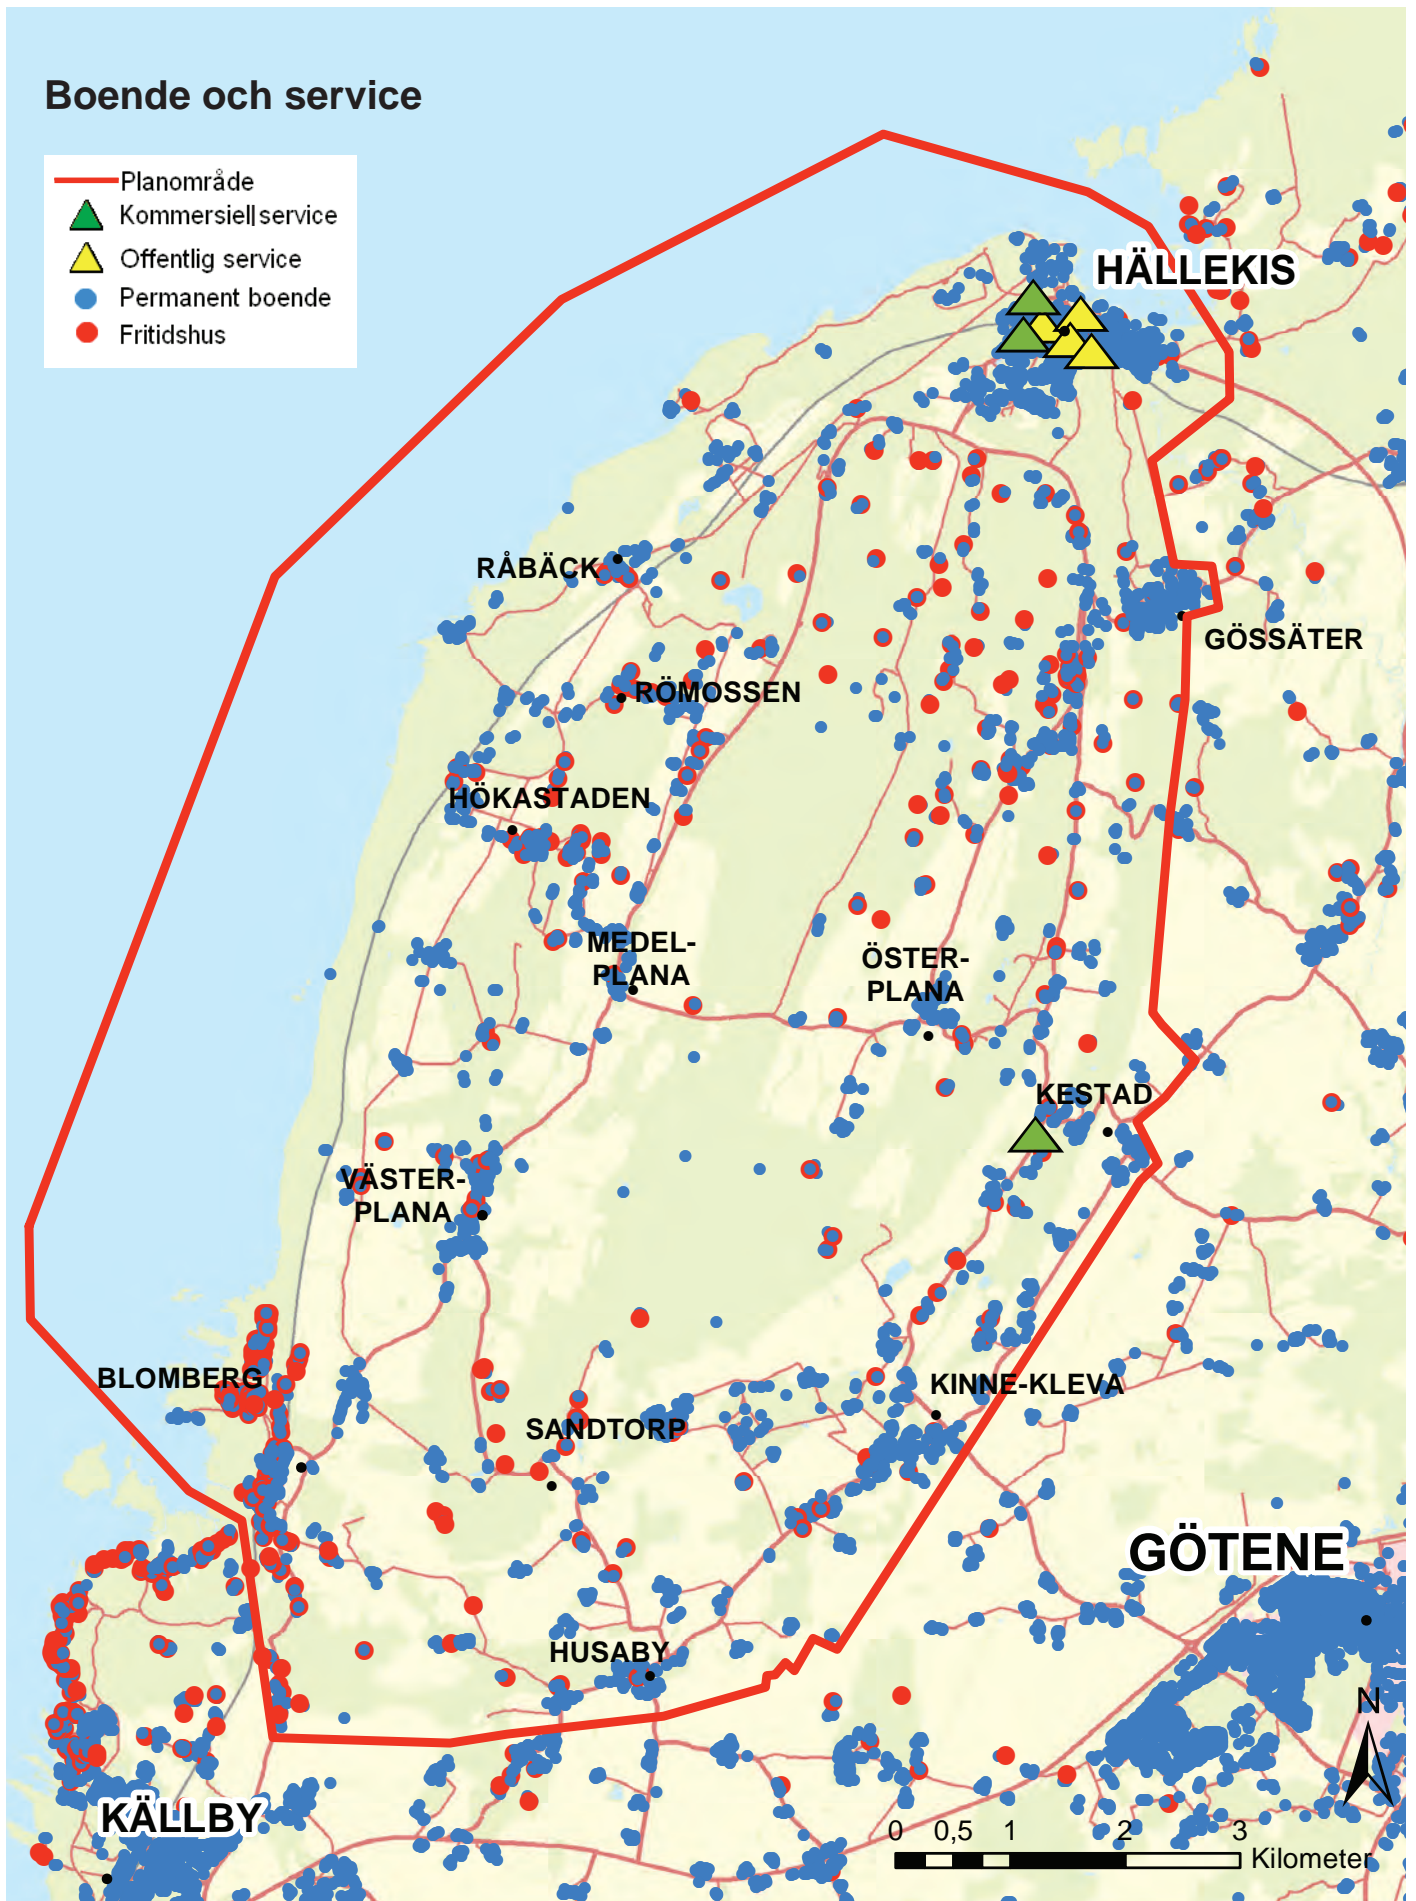 Boende och service
Planområde
Kommersiell service
Offentlig service
Permanent boende
Fritidshus
HÄLLEKIS
RÅBÄCK
GÖSSÄTER
RÖMOSSEN
HÖKASTADEN
MEDEL-
PLANA
ÖSTER-
PLANA
KESTAD
VÄSTER-
PLANA
BLOMBERG
KINNE-KLEVA
SANDTORP
GÖTENE
HUSABY
N
KÄLLBY
0 0,5 1 2 3
Kilometer